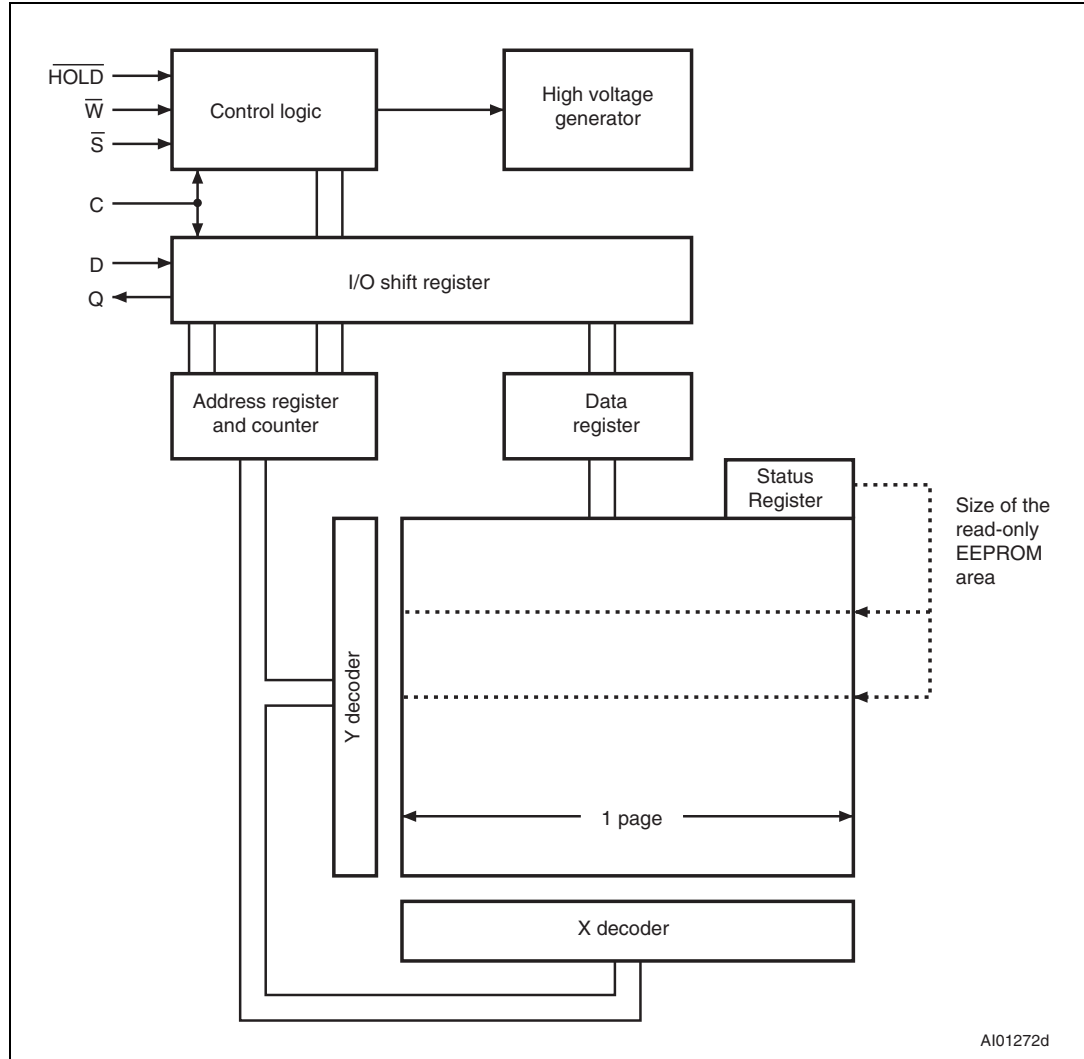 H̅O̅L̅D̅
W̅
S̅
C
D
Q
Control logic
High voltage
generator
I/O shift register
Address register
and counter
Data
register
Status
Register
Size of the
read-only
EEPROM
area
Y decoder
1 page
X decoder
AI01272d